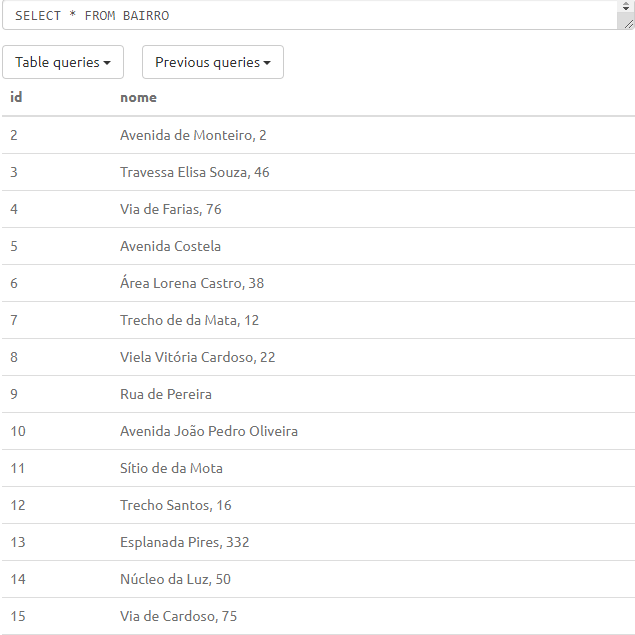 SELECT * FROM BAIRRO
Table queries Previous queries
id nome
2 Avenida de Monteiro, 2
3 Travessa Elisa Souza, 46
4 Via de Farias, 76
5 Avenida Costela
6 Área Lorena Castro, 38
7 Trecho de da Mata, 12
8 Viela Vitória Cardoso, 22
9 Rua de Pereira
10 Avenida João Pedro Oliveira
11 Sítio de da Mota
12 Trecho Santos, 16
13 Esplanada Pires, 332
14 Núcleo da Luz, 50
15 Via de Cardoso, 75